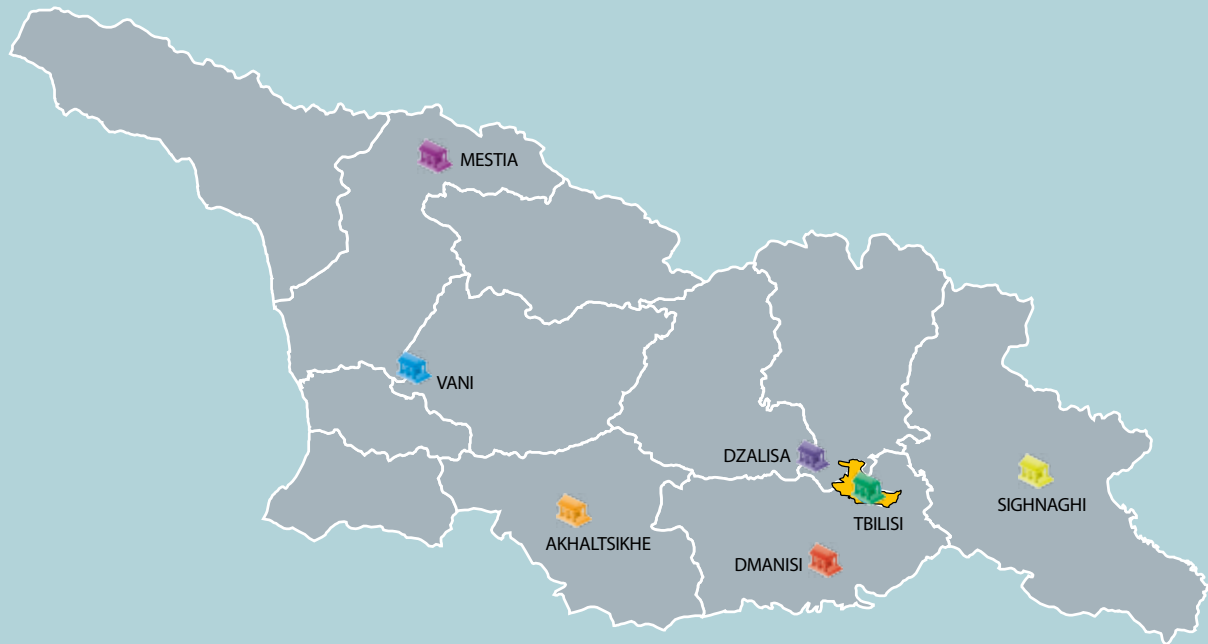 MESTIA
VANI
DZALISA
SIGHNAGHI
TBILISI
AKHALTSIKHE
DMANISI